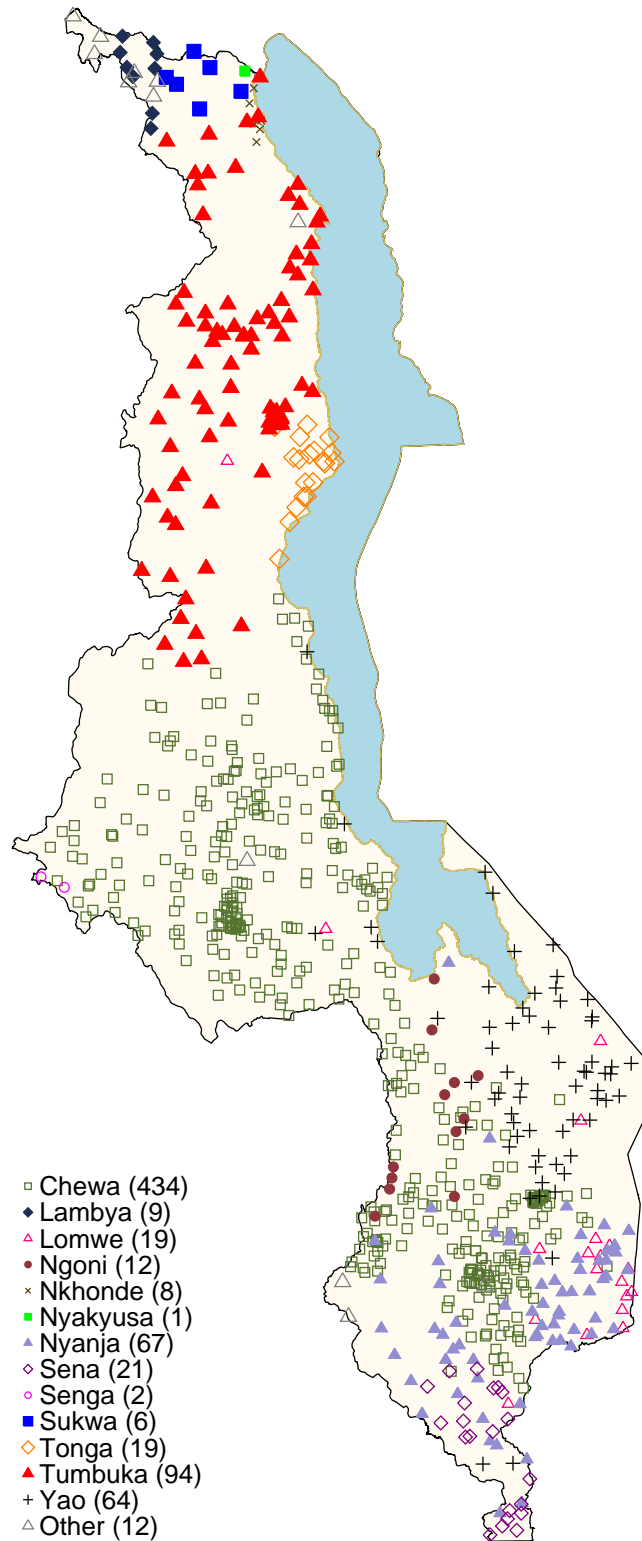 Chewa (434)
Lambya (9)
Lomwe (19)
Ngoni (12)
Nkhonde (8)
Nyakyusa (1)
Nyanja (67)
Sena (21)
Senga (2)
Sukwa (6)
Tonga (19)
Tumbuka (94)
Yao (64)
Other (12)